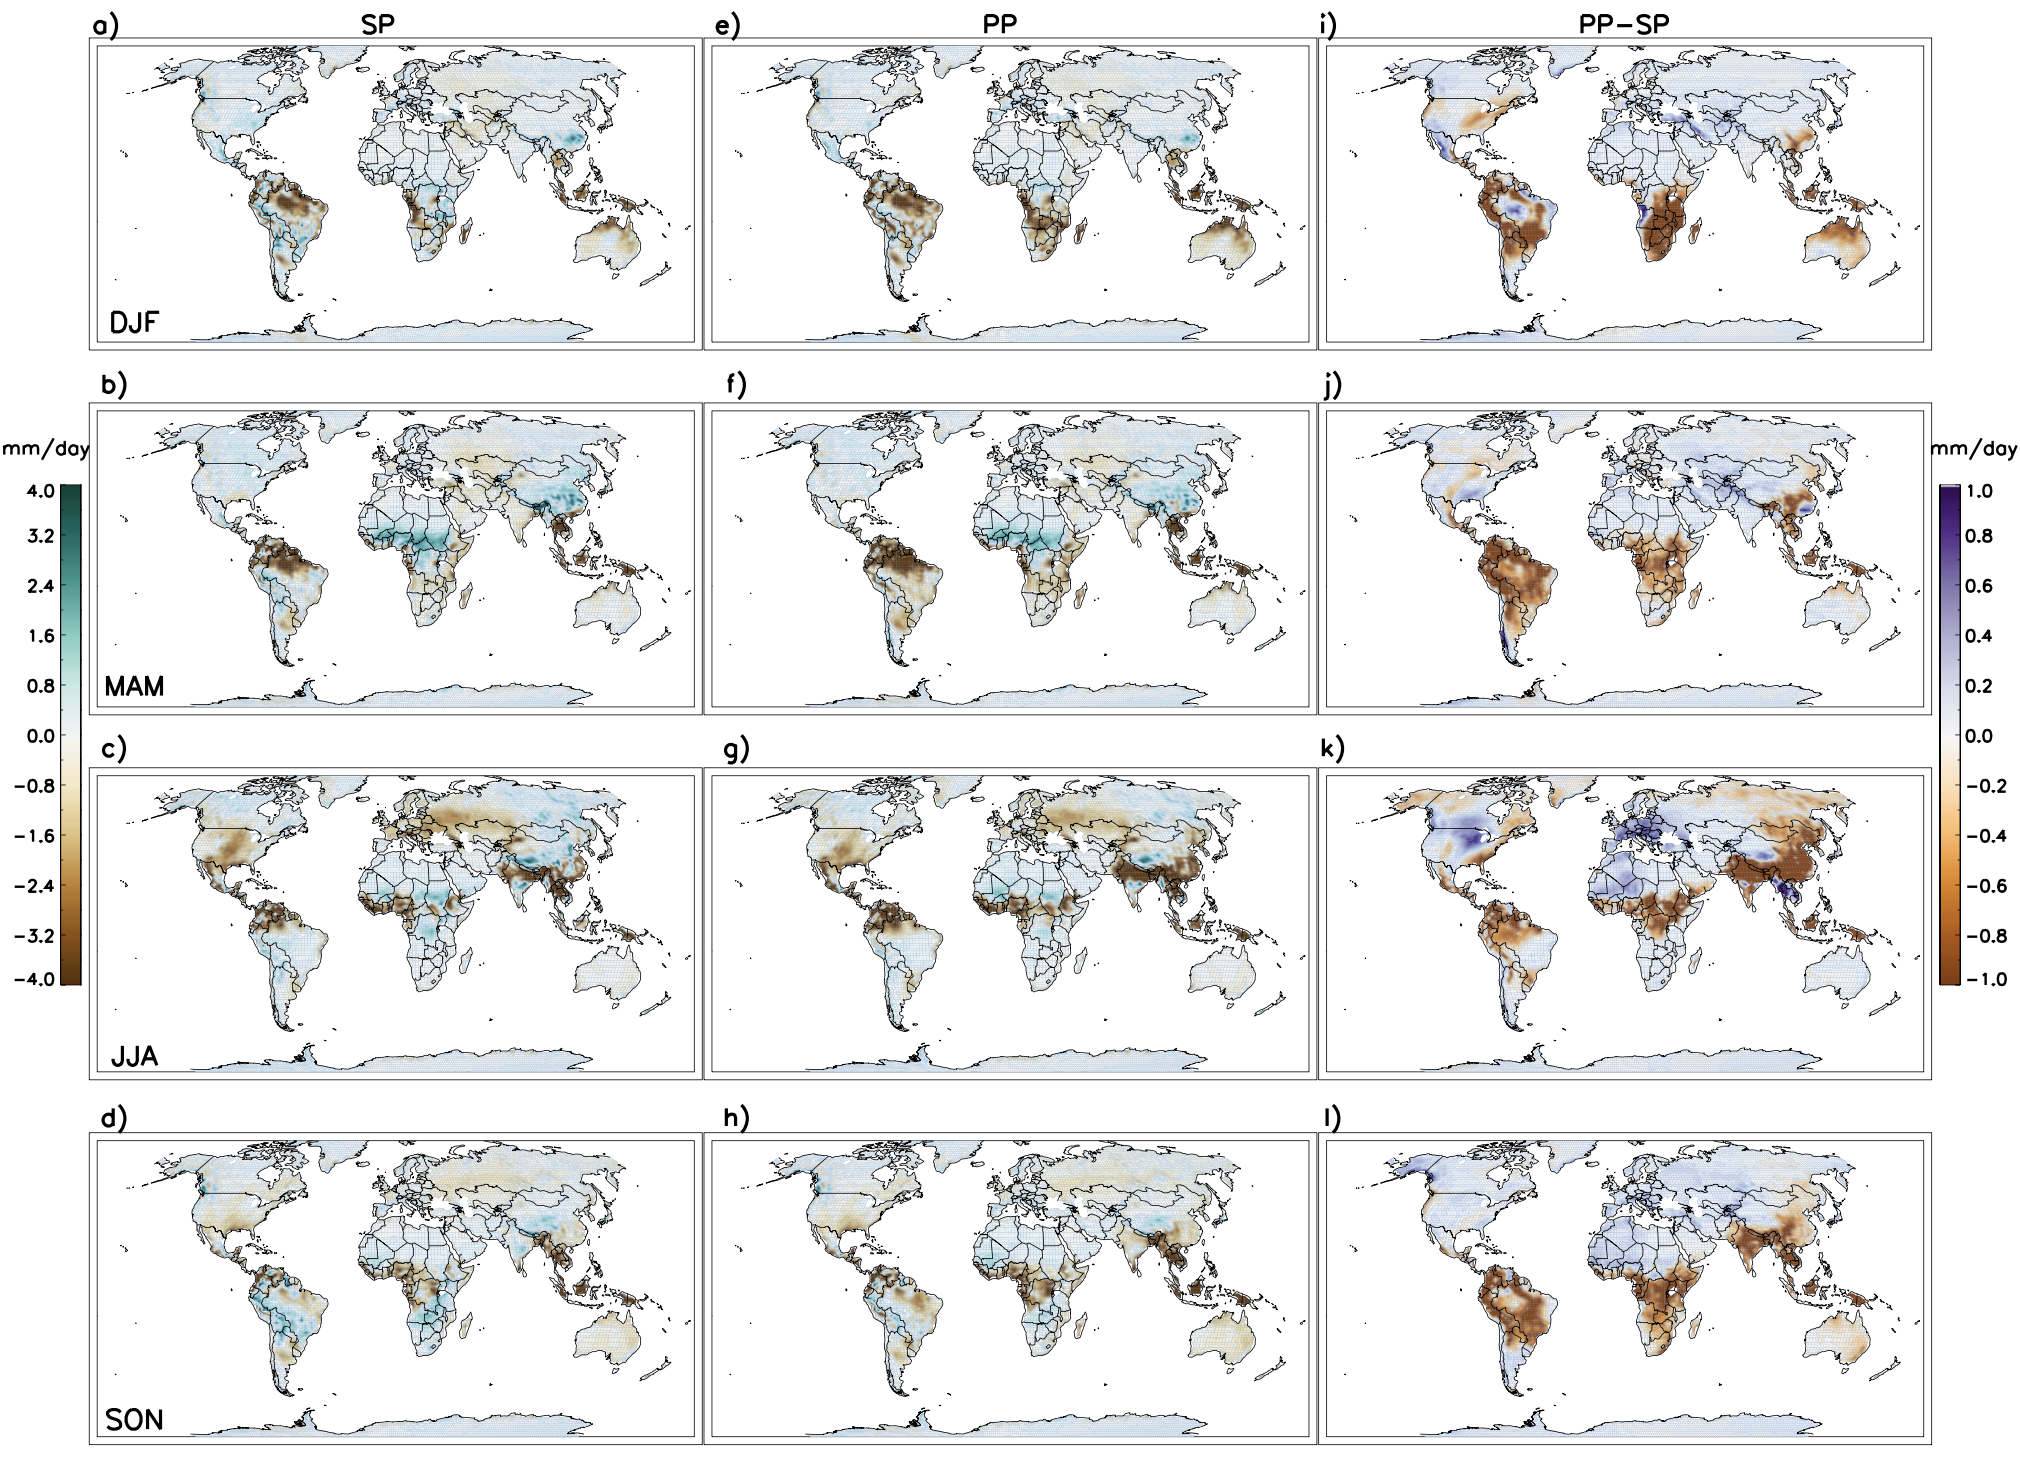 a) SP e) PP i) PP−SP
DJF
b) f) j)
mm/day mm/day
4.0 1.0
3.2 0.8
2.4 0.6
1.6 0.4
0.8 0.2
0.0 0.0
−0.8 −0.2
−1.6 −0.4
−2.4 −0.6
−3.2 −0.8
−4.0 −1.0
MAM
c) g) k)
JJA
d) h) l)
SON